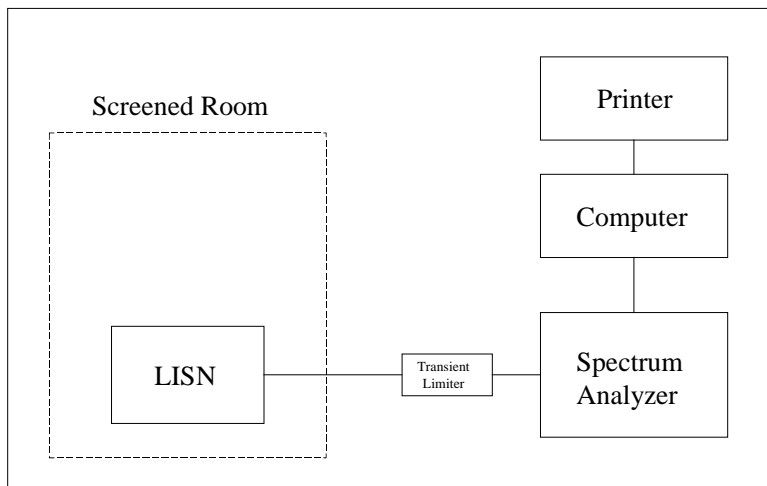 Screened Room
Printer
Computer
LISN
Transient
Limiter
Spectrum
Analyzer